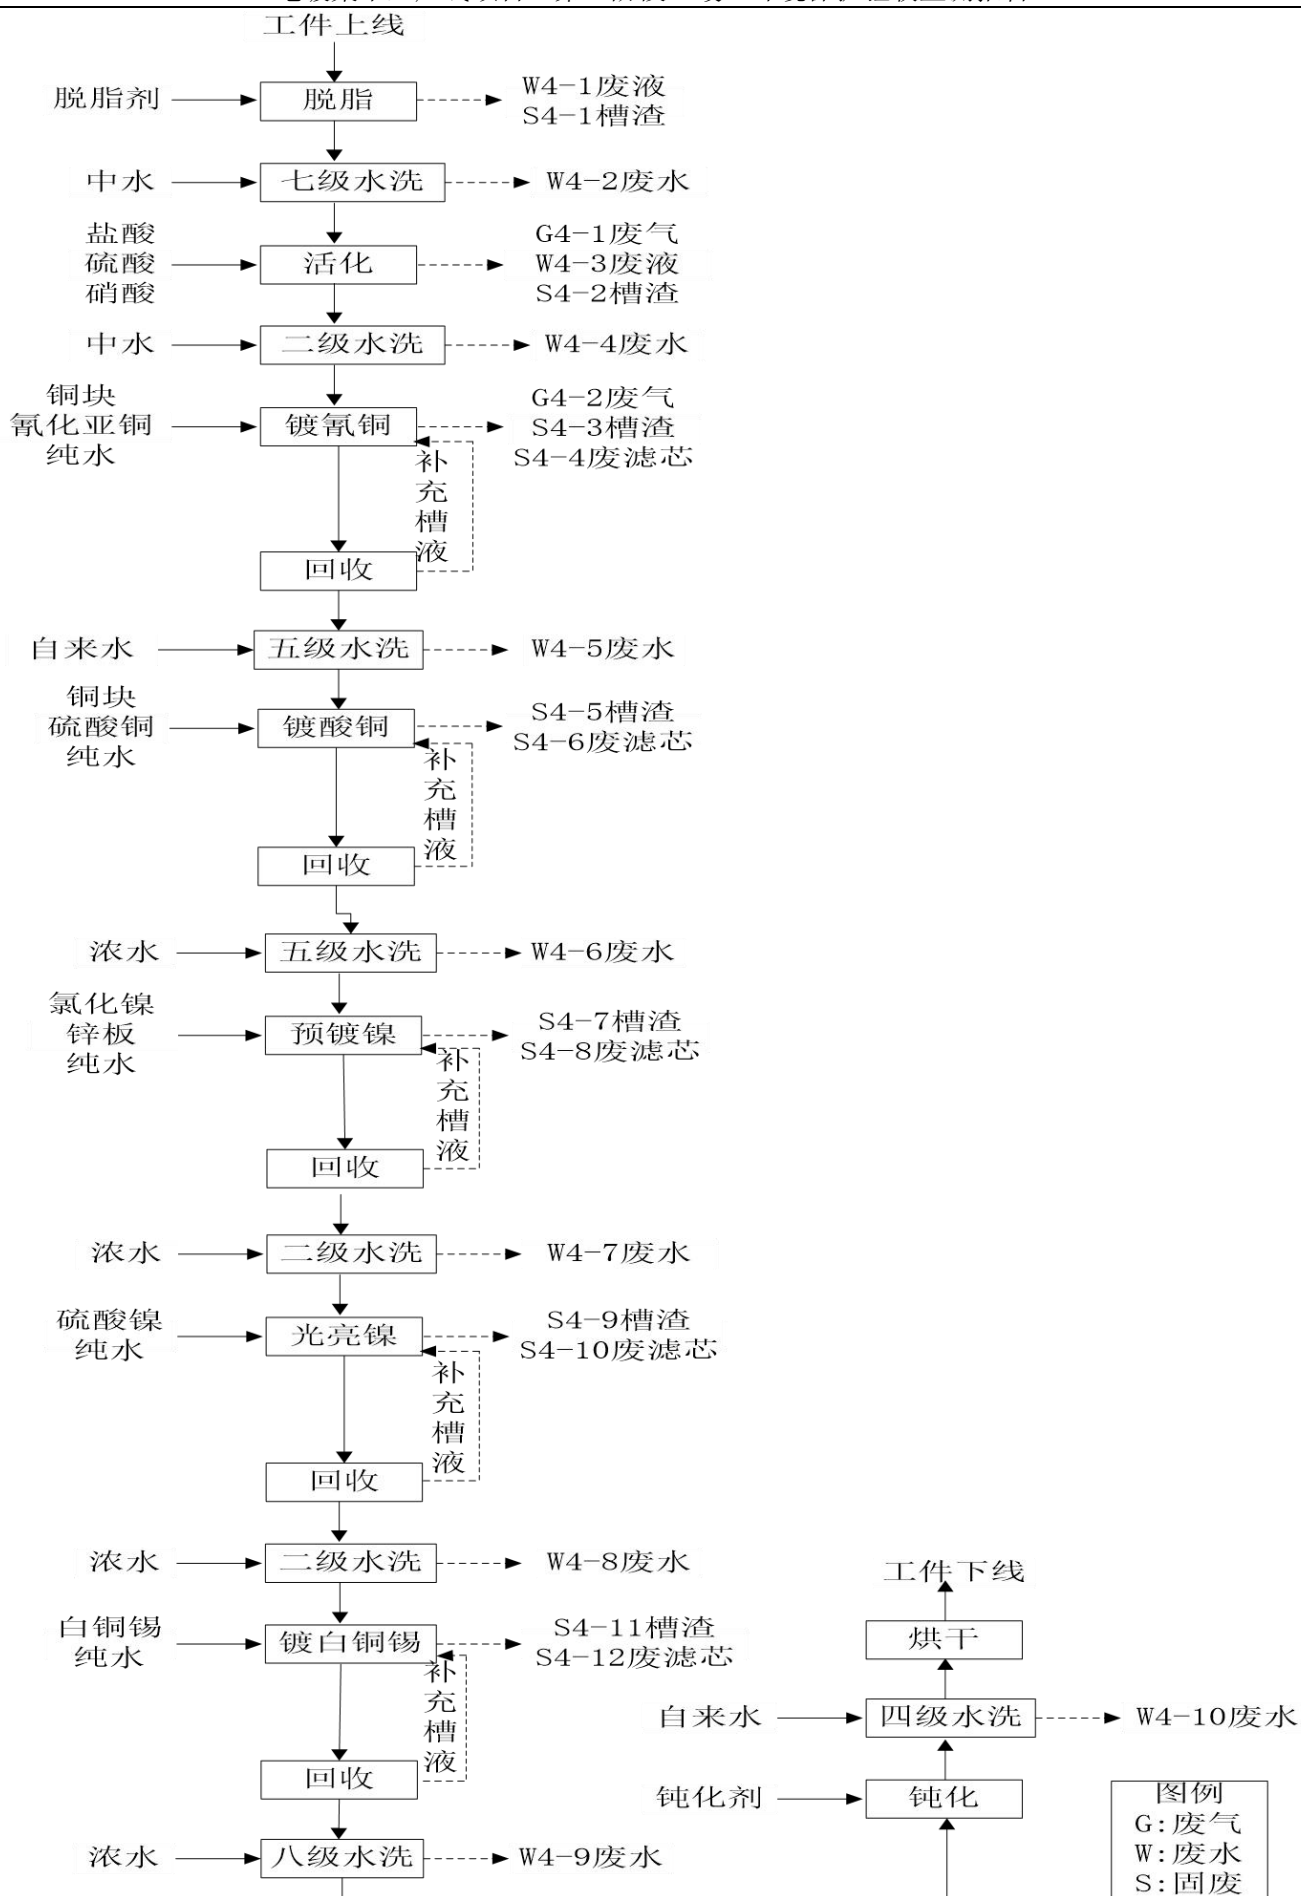 工件上线
脱脂剂
脱脂
W4-1废液
S4-1槽渣
中水
七级水洗
W4-2废水
盐酸
硫酸
硝酸
活化
G4-1废气
W4-3废液
S4-2槽渣
中水
二级水洗
W4-4废水
铜块
氰化亚铜
纯水
镀氰铜
G4-2废气
S4-3槽渣
S4-4废滤芯
补充槽液
回收
自来水
五级水洗
W4-5废水
铜块
硫酸铜
纯水
镀酸铜
S4-5槽渣
S4-6废滤芯
补充槽液
回收
浓水
五级水洗
W4-6废水
氯化镍
锌板
纯水
预镀镍
S4-7槽渣
S4-8废滤芯
补充槽液
回收
浓水
二级水洗
W4-7废水
硫酸镍
纯水
光亮镍
S4-9槽渣
S4-10废滤芯
补充槽液
回收
浓水
二级水洗
W4-8废水
白铜锡
纯水
镀白铜锡
S4-11槽渣
S4-12废滤芯
补充槽液
回收
浓水
八级水洗
W4-9废水
工件下线
烘干
自来水
四级水洗
W4-10废水
钝化剂
钝化
图例
G:废气
W:废水
S:固废